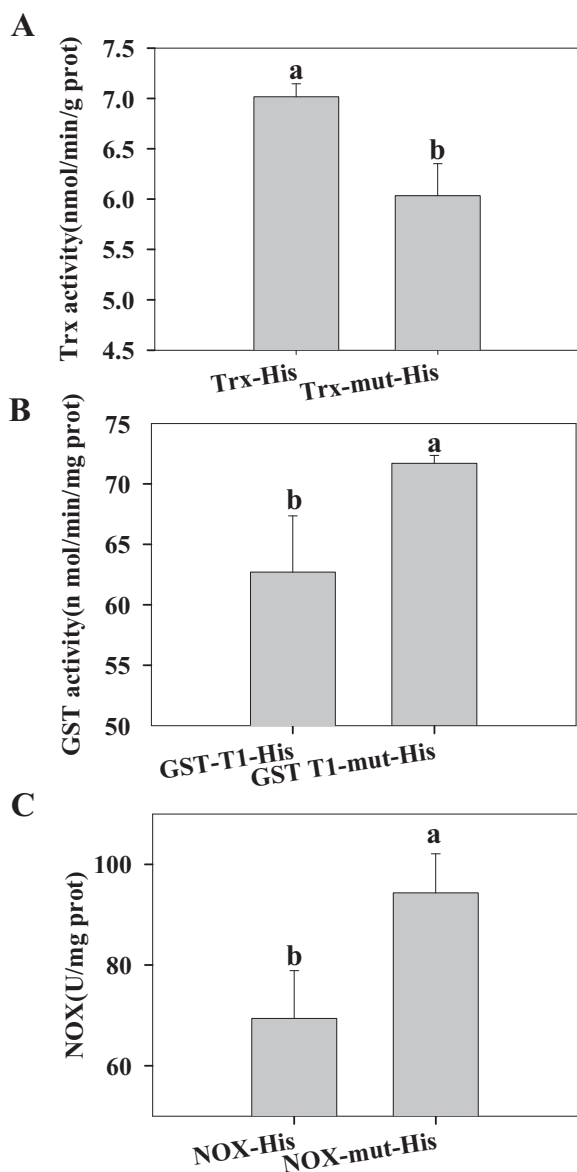 A
Trx activity(nmol/min/g prot)
7.5
7.0
6.5
6.0
5.5
5.0
4.5
a
b
Trx-His
Trx-mut-His
B
GST activity(n mol/min/mg prot)
75
70
65
60
55
50
b
a
GST-T1-His
GST T1-mut-His
C
NOX(U/mg prot)
100
80
60
b
a
NOX-His
NOX-mut-His